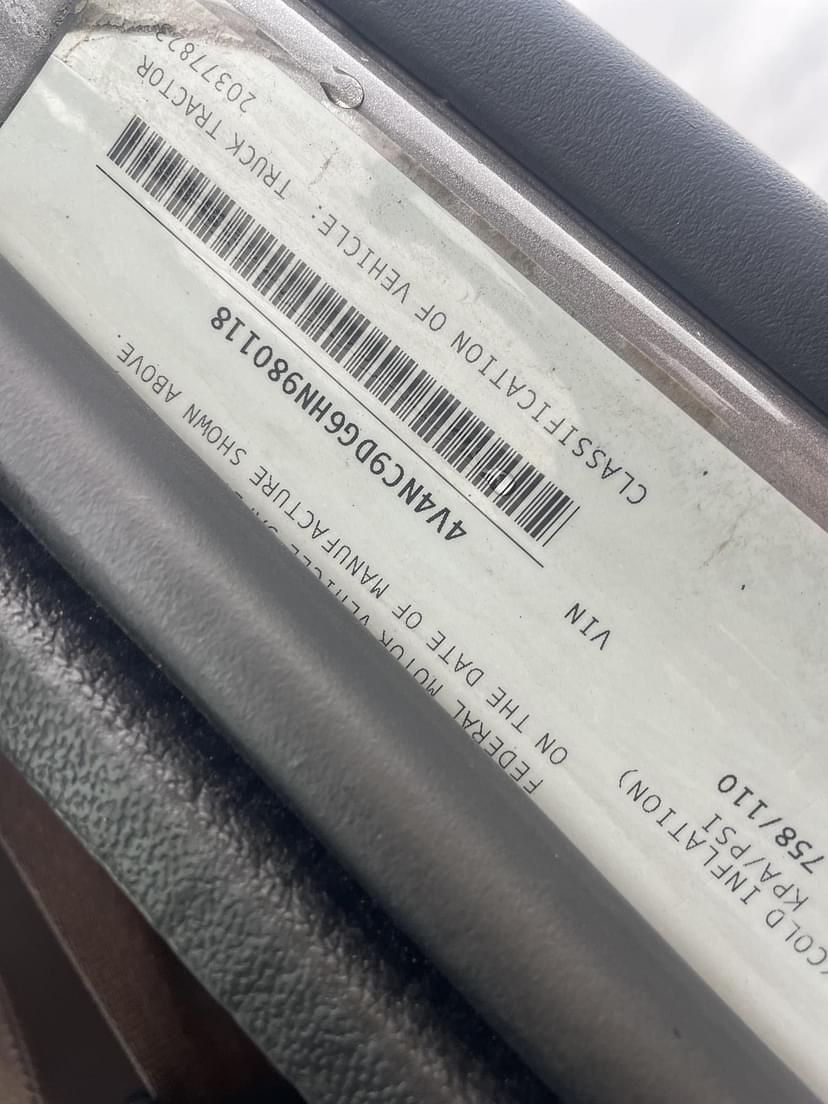 (COLD INFLATION)
KPA/PSI
758/110
FEDERAL MOTOR VEHICLE
ON THE DATE OF MANUFACTURE SHOWN ABOVE.
VIN 4V4NC9DG6HN980118
CLASSIFICATION OF VEHICLE: TRUCK TRACTOR
20377823